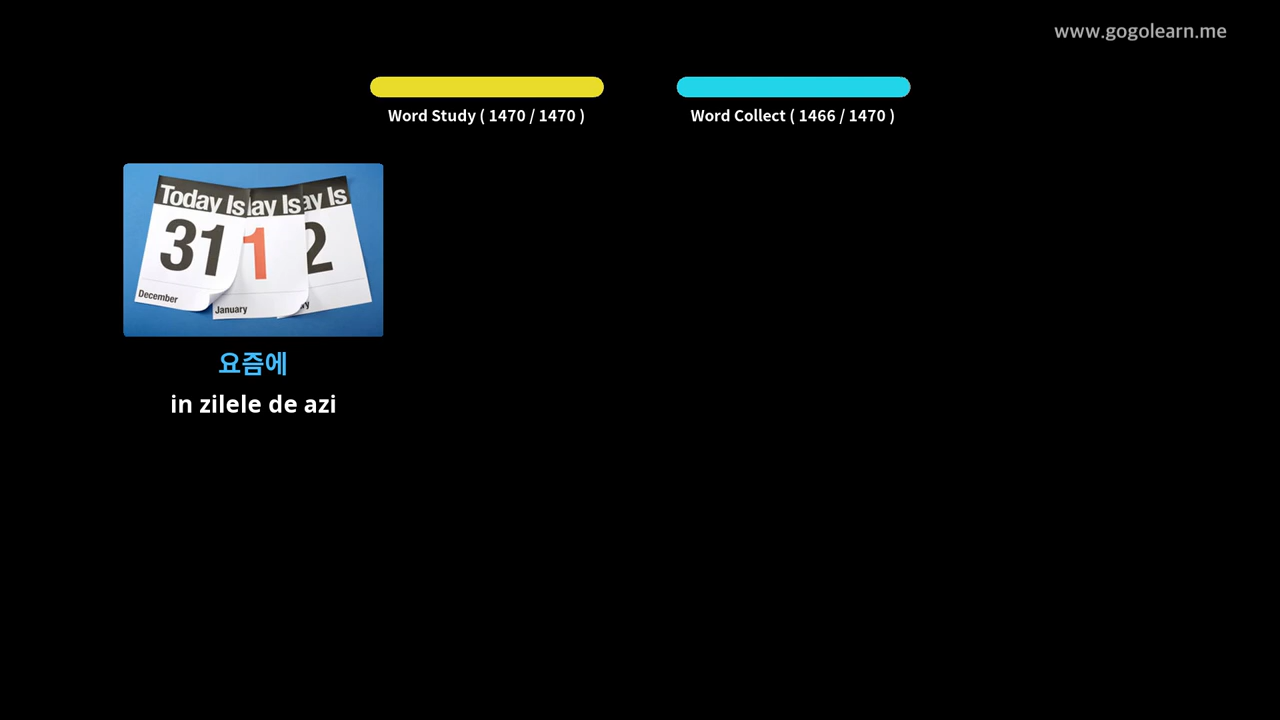 www.gogolearn.me
Word Study ( 1470 / 1470 )
Word Collect ( 1466 / 1470 )
Today Is
31
December
1
January
2
요즘에
in zilele de azi